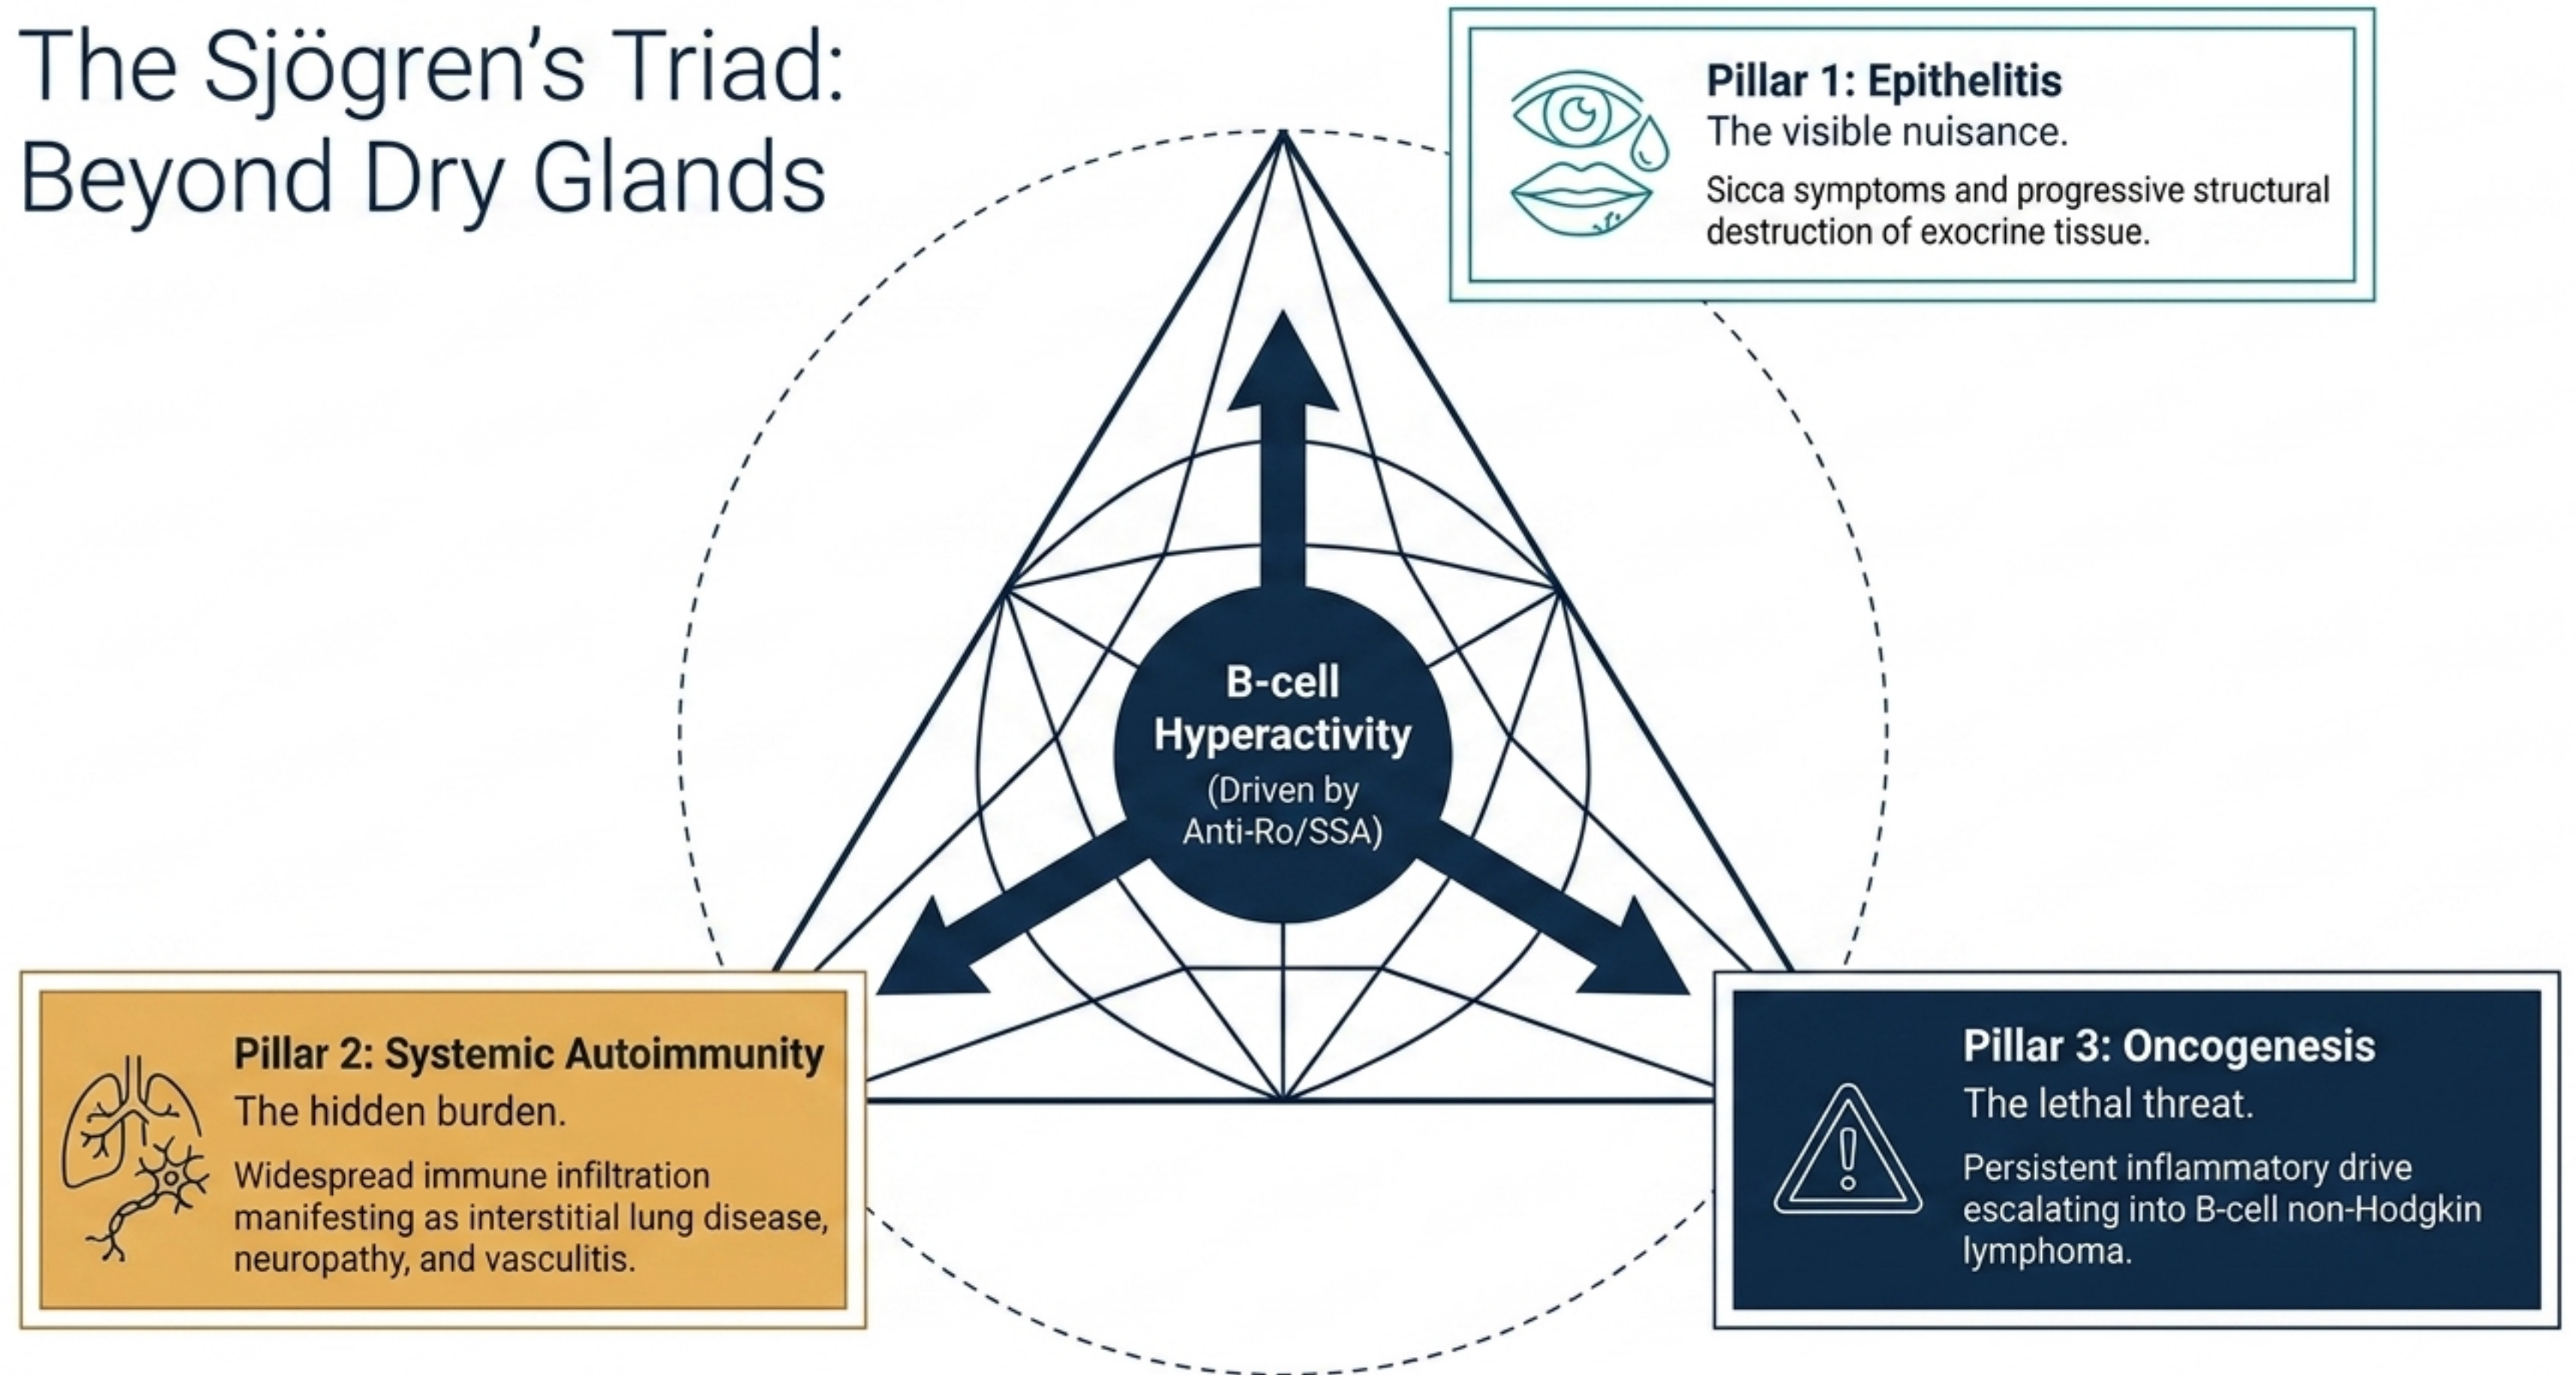 The Sjögren’s Triad:
Beyond Dry Glands
Pillar 1: Epithelitis
The visible nuisance.
Sicca symptoms and progressive structural
destruction of exocrine tissue.
B-cell
Hyperactivity
(Driven by
Anti-Ro/SSA)
Pillar 2: Systemic Autoimmunity
The hidden burden.
Widespread immune infiltration
manifesting as interstitial lung disease,
neuropathy, and vasculitis.
Pillar 3: Oncogenesis
The lethal threat.
Persistent inflammatory drive
escalating into B-cell non-Hodgkin
lymphoma.